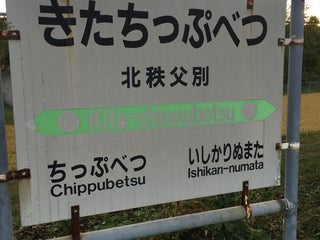 きたちっぷべつ
北秩父別
Kita-chippubetsu
ちっぷべつ
Chippubetsu
いしかりぬまた
Ishikari-numata